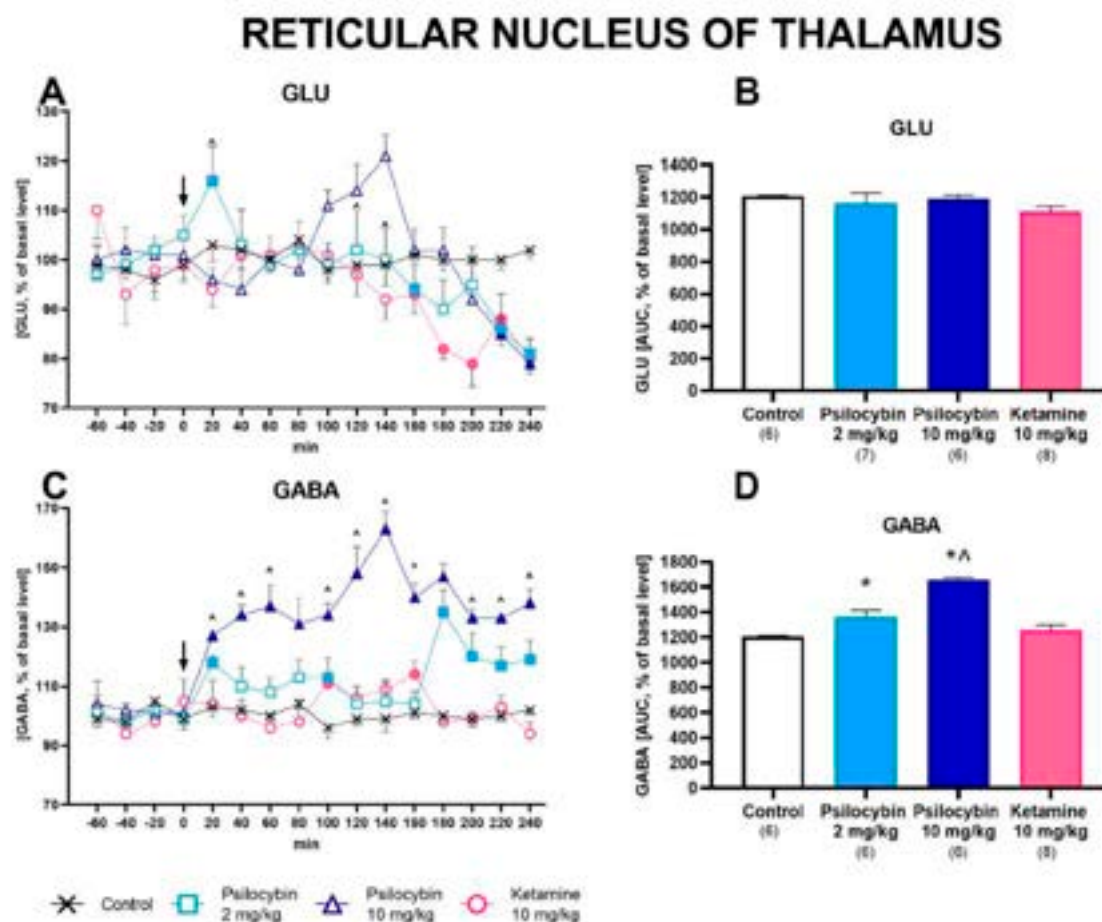 RETICULAR NUCLEUS OF THALAMUS
A
GLU
[GLU, % of basal level]
130
120
110
100
90
80
70
^
^
^
-60 -40 -20 0 20 40 60 80 100 120 140 160 180 200 220 240
min
B
GLU
GLU [AUC, % of basal level]
1400
1200
1000
800
600
400
200
0
Control Psilocybin Psilocybin Ketamine
2 mg/kg 10 mg/kg 10 mg/kg
(6) (7) (6) (8)
C
GABA
[GABA, % of basal level]
170
150
130
110
90
70
^ ^ ^ ^ ^ ^ ^ ^ ^ ^
-60 -40 -20 0 20 40 60 80 100 120 140 160 180 200 220 240
min
D
GABA
GABA [AUC, % of basal level]
1800
1600
1400
1200
1000
800
600
400
200
0
* *^
Control Psilocybin Psilocybin Ketamine
2 mg/kg 10 mg/kg 10 mg/kg
(6)
Control Psilocybin Psilocybin Ketamine
2 mg/kg 10 mg/kg 10 mg/kg